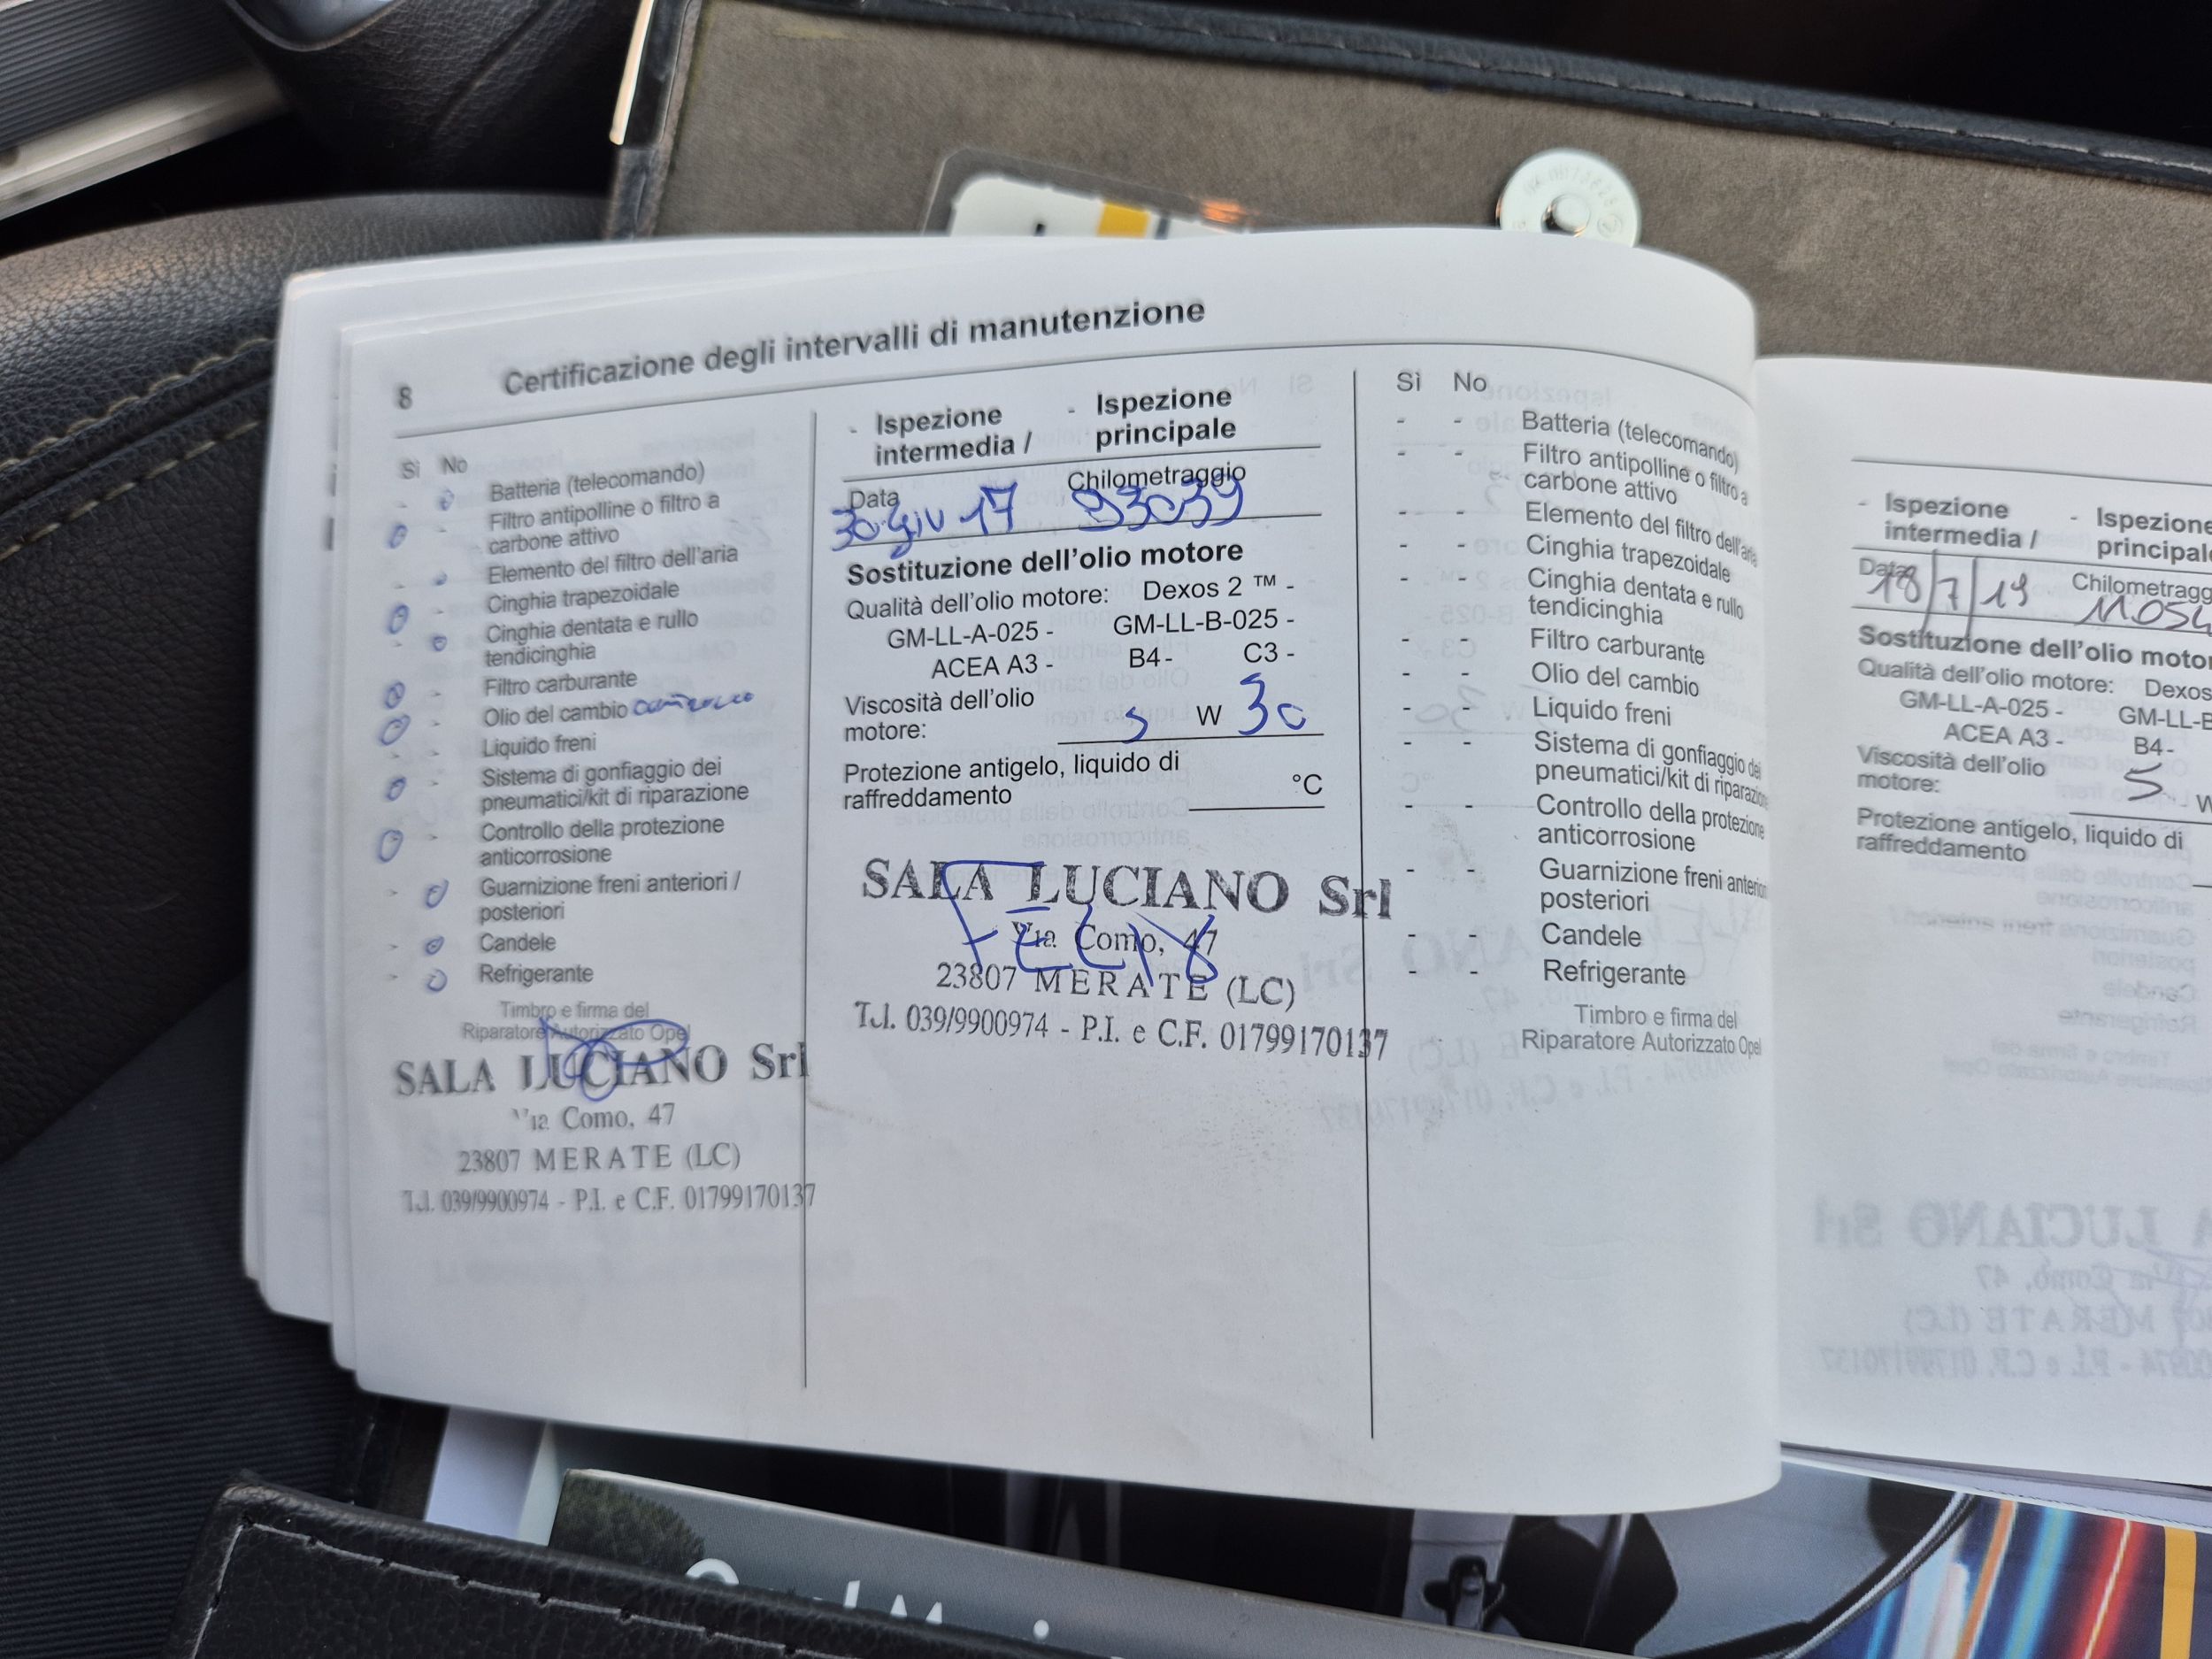 8 Certificazione degli intervalli di manutenzione
Sì No
- Batteria (telecomando)
- Filtro antipolline o filtro a
carbone attivo
- Elemento del filtro dell'aria
- Cinghia trapezoidale
- Cinghia dentata e rullo
tendicinghia
- Filtro carburante
- Olio del cambio
- - Liquido freni
- Sistema di gonfiaggio dei
pneumatici/kit di riparazione
- Controllo della protezione
anticorrosione
- Guarnizione freni anteriori /
posteriori
- Candele
- Refrigerante
Timbro e firma del
Riparatore Autorizzato Opel
SALA LUCIANO Srl
Via Como, 47
23807 MERATE (LC)
Tel. 039/9900974 - P.I. e C.F. 01799170137
- Ispezione - Ispezione
intermedia / principale
Data Chilometraggio
30 giu 17 93039
Sostituzione dell'olio motore
Qualità dell'olio motore: Dexos 2 ™ -
GM-LL-A-025 - GM-LL-B-025 -
ACEA A3 - B4 - C3 -
Viscosità dell'olio
motore: 5 W 30
Protezione antigelo, liquido di
raffreddamento °C
SALA LUCIANO Srl
Via Como, 47
23807 MERATE (LC)
Tel. 039/9900974 - P.I. e C.F. 01799170137
Sì No
- - Batteria (telecomando)
- - Filtro antipolline o filtro a
carbone attivo
- - Elemento del filtro dell'aria
- - Cinghia trapezoidale
- - Cinghia dentata e rullo
tendicinghia
- - Filtro carburante
- - Olio del cambio
- - Liquido freni
- - Sistema di gonfiaggio dei
pneumatici/kit di riparazione
- - Controllo della protezione
anticorrosione
- - Guarnizione freni anteriori
posteriori
- - Candele
- - Refrigerante
Timbro e firma del
Riparatore Autorizzato Opel
- Ispezione - Ispezione
intermedia / principale
Data Chilometragg
18/7/19
Sostituzione dell'olio motor
Qualità dell'olio motore: Dexos
GM-LL-A-025 - GM-LL-B
ACEA A3 - B4 -
Viscosità dell'olio
motore: 5 W
Protezione antigelo, liquido di
raffreddamento